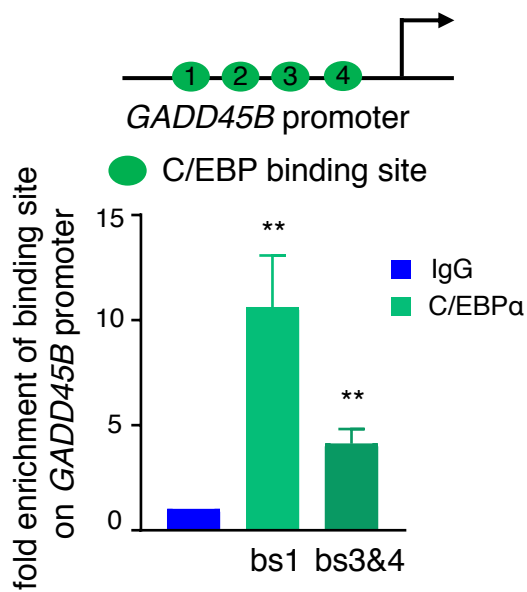 1 2 3 4
GADD45B promoter
C/EBP binding site
fold enrichment of binding site
on GADD45B promoter
15
10
5
0
**
**
IgG
C/EBPα
bs1 bs3&4